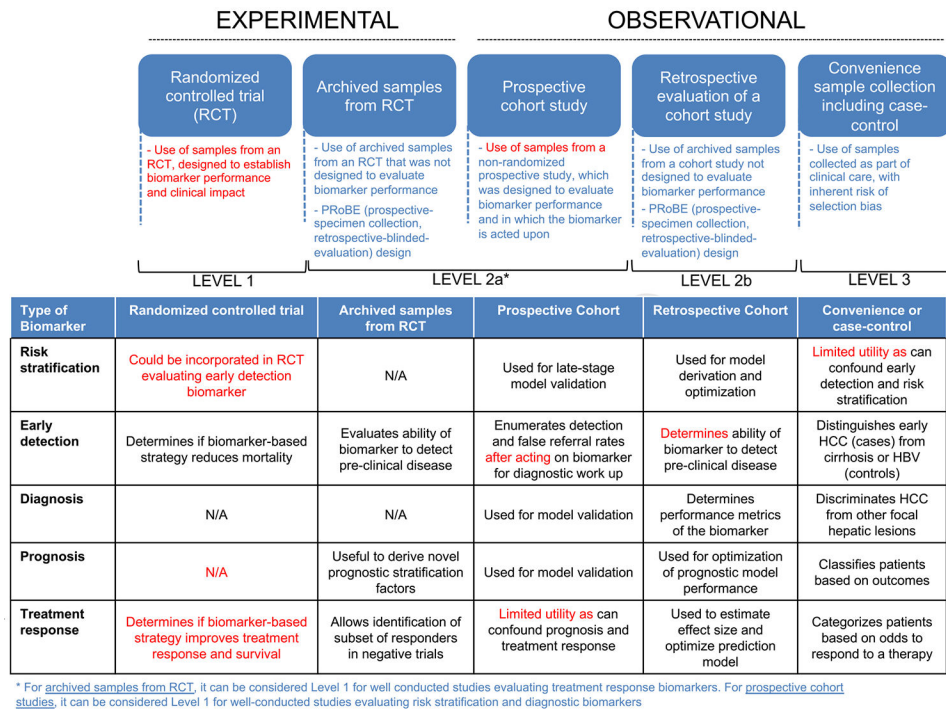 EXPERIMENTAL
OBSERVATIONAL
Randomized
controlled trial
(RCT)
Archived samples
from RCT
Prospective
cohort study
Retrospective
evaluation of a
cohort study
Convenience
sample collection
including case-
control
- Use of samples from an
RCT, designed to establish
biomarker performance
and clinical impact
- Use of archived samples
from an RCT that was not
designed to evaluate
biomarker performance
- PRoBE (prospective-
specimen collection,
retrospective-blinded-
evaluation) design
- Use of samples from a
non-randomized
prospective study, which
was designed to evaluate
biomarker performance
and in which the biomarker
is acted upon
- Use of archived samples
from a cohort study not
designed to evaluate
biomarker performance
- PRoBE (prospective-
specimen collection,
retrospective-blinded-
evaluation) design
- Use of samples
collected as part of
clinical care, with
inherent risk of
selection bias
LEVEL 1
LEVEL 2a*
LEVEL 2b
LEVEL 3
Type of
Biomarker
Randomized controlled trial
Archived samples
from RCT
Prospective Cohort
Retrospective Cohort
Convenience or
case-control
Risk
stratification
Could be incorporated in RCT
evaluating early detection
biomarker
N/A
Used for late-stage
model validation
Used for model
derivation and
optimization
Limited utility as can
confound early
detection and risk
stratification
Early
detection
Determines if biomarker-based
strategy reduces mortality
Evaluates ability of
biomarker to detect
pre-clinical disease
Enumerates detection
and false referral rates
after acting on biomarker
for diagnostic work up
Determines ability of
biomarker to detect
pre-clinical disease
Distinguishes early
HCC (cases) from
cirrhosis or HBV
(controls)
Diagnosis
N/A
N/A
Used for model validation
Determines
performance metrics
of the biomarker
Discriminates HCC
from other focal
hepatic lesions
Prognosis
N/A
Useful to derive novel
prognostic stratification
factors
Used for model validation
Used for optimization
of prognostic model
performance
Classifies patients
based on outcomes
Treatment
response
Determines if biomarker-based
strategy improves treatment
response and survival
Allows identification of
subset of responders
in negative trials
Limited utility as can
confound prognosis and
treatment response
Used to estimate
effect size and
optimize prediction
model
Categorizes patients
based on odds to
respond to a therapy
* For archived samples from RCT, it can be considered Level 1 for well conducted studies evaluating treatment response biomarkers. For prospective cohort
studies, it can be considered Level 1 for well-conducted studies evaluating risk stratification and diagnostic biomarkers